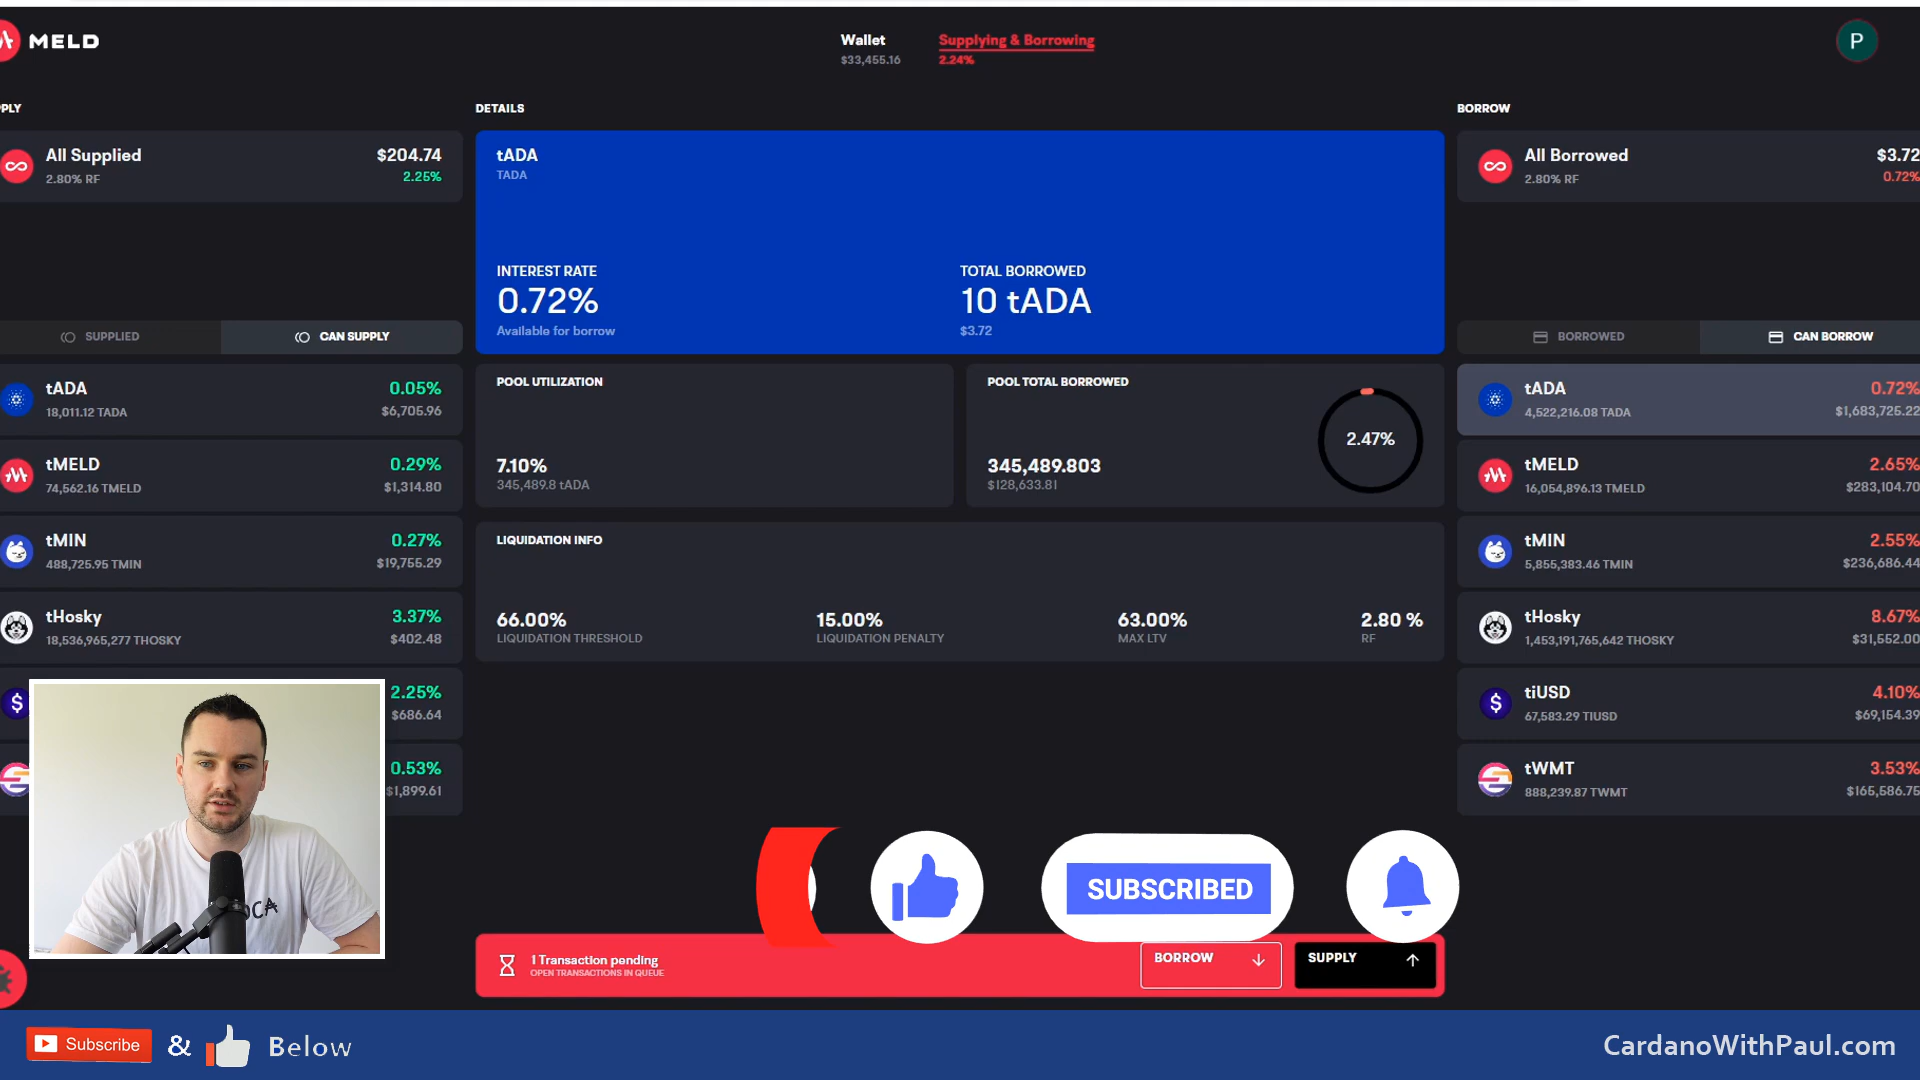 MELD
Wallet
$33,455.16
Supplying & Borrowing
2.24%
P
PLY
All Supplied
2.80% RF
$204.74
2.25%
SUPPLIED
CAN SUPPLY
tADA
18,011.12 TADA
0.05%
$6,705.96
tMELD
74,562.16 TMELD
0.29%
$1,314.80
tMIN
488,725.95 TMIN
0.27%
$19,755.29
tHosky
18,536,965,277 THOSKY
3.37%
$402.48
2.25%
$686.64
0.53%
$1,899.61
DETAILS
tADA
TADA
INTEREST RATE
0.72%
Available for borrow
TOTAL BORROWED
10 tADA
$3.72
POOL UTILIZATION
7.10%
345,489.8 tADA
POOL TOTAL BORROWED
345,489.803
$128,633.81
2.47%
LIQUIDATION INFO
66.00%
LIQUIDATION THRESHOLD
15.00%
LIQUIDATION PENALTY
63.00%
MAX LTV
2.80 %
RF
BORROW
All Borrowed
2.80% RF
$3.72
0.72%
BORROWED
CAN BORROW
tADA
4,522,216.08 TADA
0.72%
$1,683,725.22
tMELD
16,054,896.13 TMELD
2.65%
$283,104.70
tMIN
5,855,383.46 TMIN
2.55%
$236,686.44
tHosky
1,453,191,765,642 THOSKY
8.67%
$31,552.00
tiUSD
67,583.29 TIUSD
4.10%
$69,154.39
tWMT
888,239.87 TWMT
3.53%
$165,586.75
SUBSCRIBED
1 Transaction pending
OPEN TRANSACTIONS IN QUEUE
BORROW
SUPPLY
Subscribe & Below
CardanoWithPaul.com